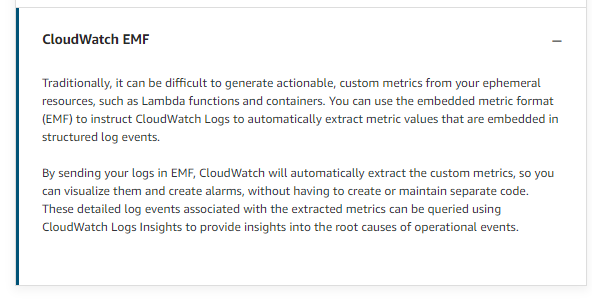 CloudWatch EMF
Traditionally, it can be difficult to generate actionable, custom metrics from your ephemeral
resources, such as Lambda functions and containers. You can use the embedded metric format
(EMF) to instruct CloudWatch Logs to automatically extract metric values that are embedded in
structured log events.
By sending your logs in EMF, CloudWatch will automatically extract the custom metrics, so you
can visualize them and create alarms, without having to create or maintain separate code.
These detailed log events associated with the extracted metrics can be queried using
CloudWatch Logs Insights to provide insights into the root causes of operational events.